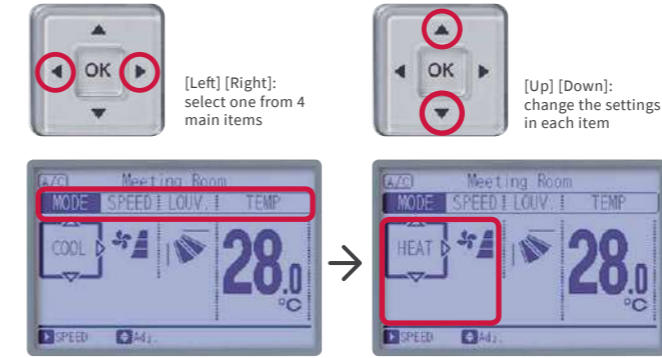 OK
[Left] [Right]:
select one from 4
main items
OK
[Up] [Down]:
change the settings
in each item
A/C Meeting Room
MODE SPEED LOUV. TEMP
COOL 28.0 °C
SPEED Adj.
A/C Meeting Room
MODE SPEED LOUV. TEMP
HEAT 28.0 °C
SPEED Adj.